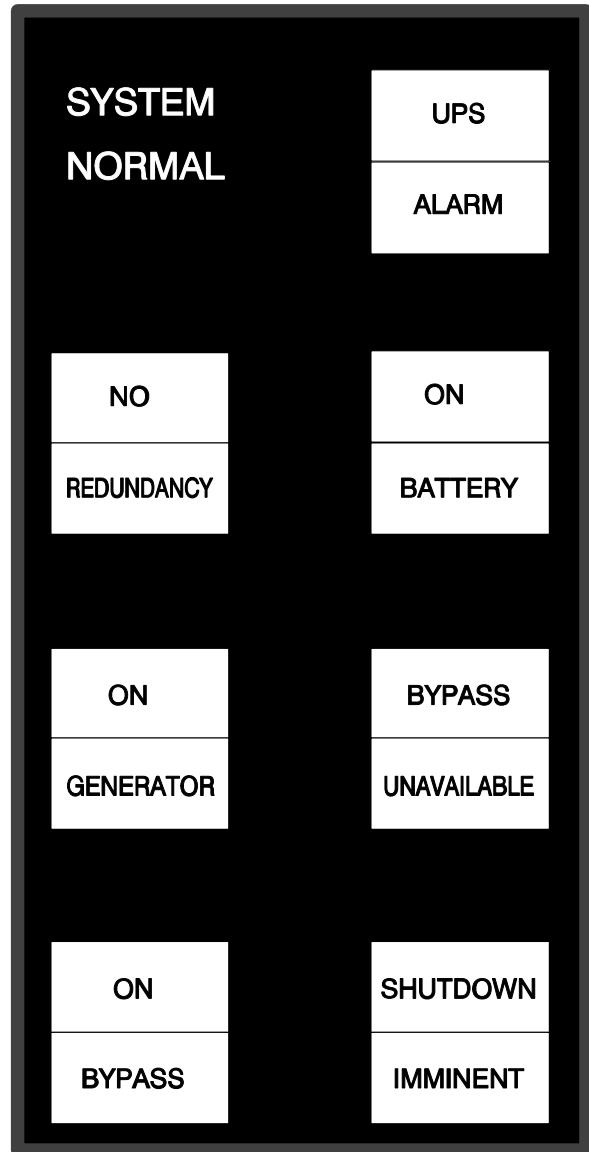 SYSTEM
NORMAL
UPS
ALARM
NO
REDUNDANCY
ON
BATTERY
ON
GENERATOR
BYPASS
UNAVAILABLE
ON
BYPASS
SHUTDOWN
IMMINENT